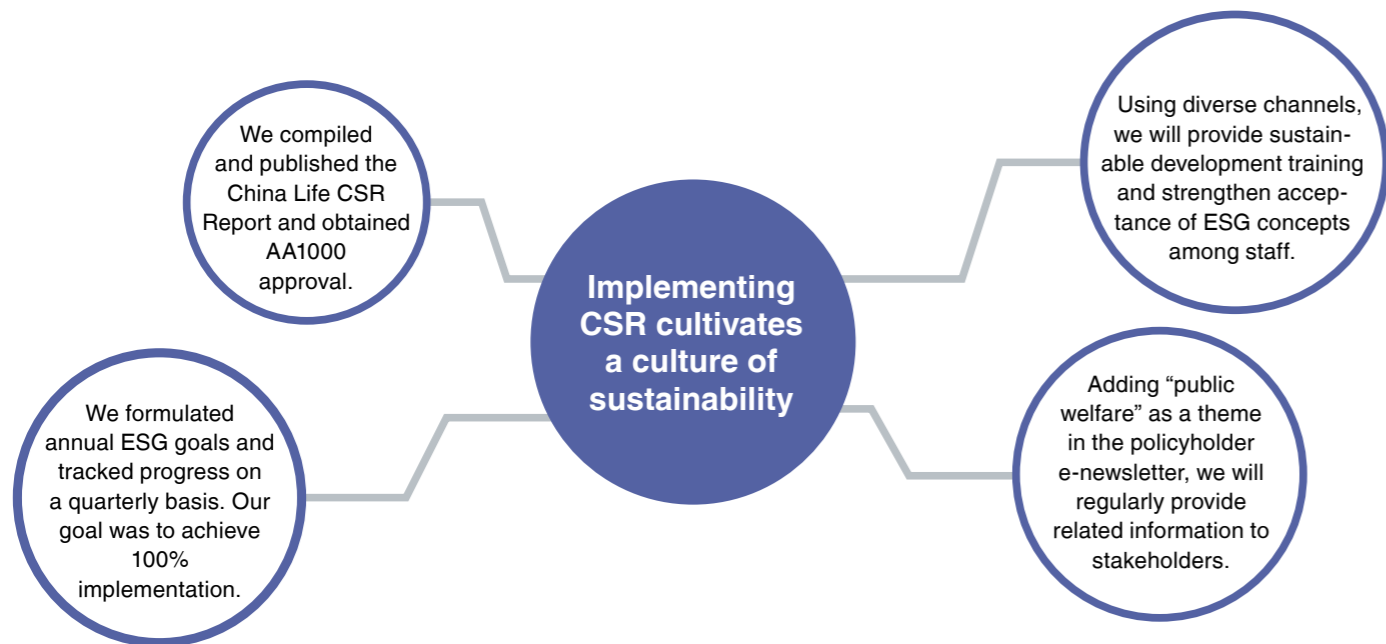 We compiled
and published the
China Life CSR
Report and obtained
AA1000
approval.
Using diverse channels,
we will provide sustain-
able development training
and strengthen accep-
tance of ESG concepts
among staff.
Implementing
CSR cultivates
a culture of
sustainability
We formulated
annual ESG goals and
tracked progress on
a quarterly basis. Our
goal was to achieve
100%
implementation.
Adding “public
welfare” as a theme
in the policyholder
e-newsletter, we will
regularly provide
related information to
stakeholders.